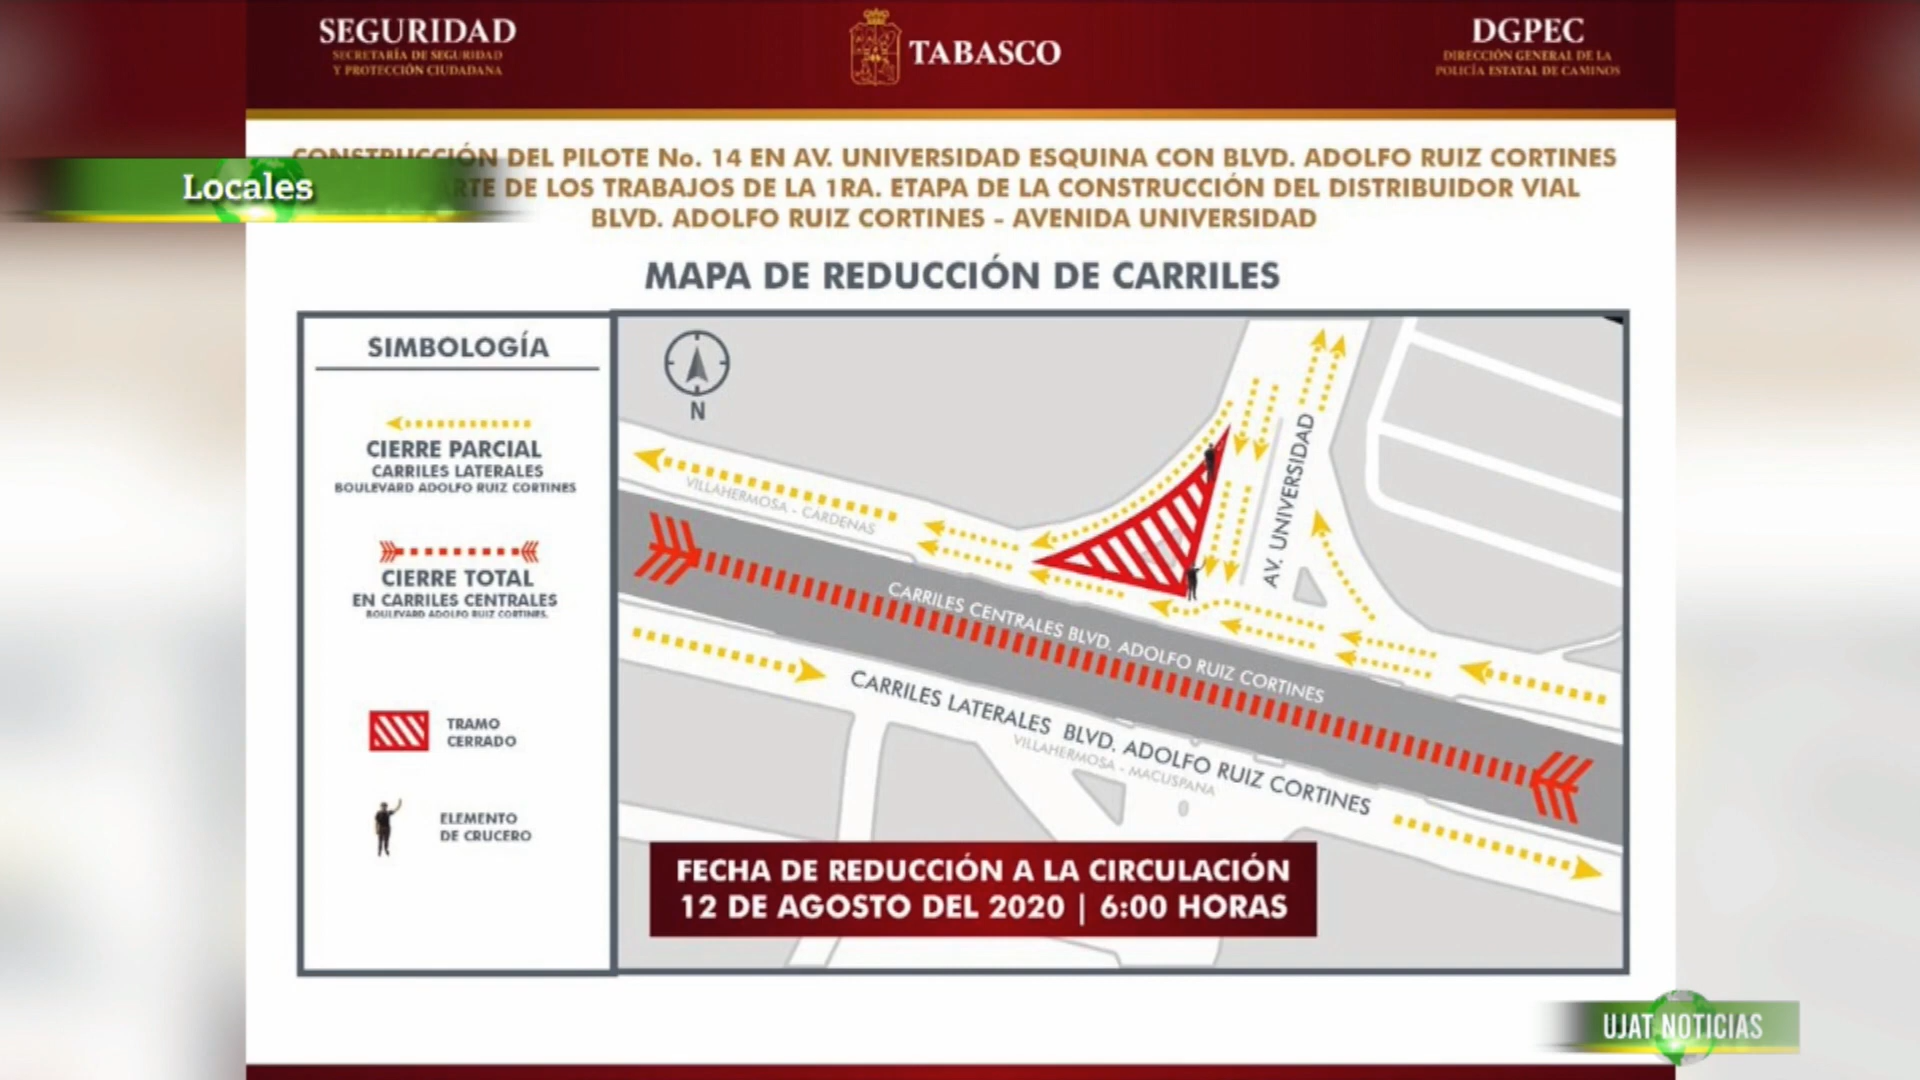 SEGURIDAD
SECRETARÍA DE SEGURIDAD
Y PROTECCIÓN CIUDADANA
TABASCO
DGPEC
DIRECCIÓN GENERAL DE LA
POLICÍA ESTATAL DE CAMINOS
CONSTRUCCIÓN DEL PILOTE No. 14 EN AV. UNIVERSIDAD ESQUINA CON BLVD. ADOLFO RUIZ CORTINES
DE LOS TRABAJOS DE LA 1RA. ETAPA DE LA CONSTRUCCIÓN DEL DISTRIBUIDOR VIAL
BLVD. ADOLFO RUIZ CORTINES - AVENIDA UNIVERSIDAD
Locales
MAPA DE REDUCCIÓN DE CARRILES
SIMBOLOGÍA
CIERRE PARCIAL
CARRILES LATERALES
BOULEVARD ADOLFO RUIZ CORTINES
CIERRE TOTAL
EN CARRILES CENTRALES
BOULEVARD ADOLFO RUIZ CORTINES.
TRAMO
CERRADO
ELEMENTO
DE CRUCERO
N
VILLAHERMOSA - CÁRDENAS
AV. UNIVERSIDAD
CARRILES CENTRALES BLVD. ADOLFO RUIZ CORTINES
CARRILES LATERALES BLVD. ADOLFO RUIZ CORTINES
VILLAHERMOSA - MACUSPANA
FECHA DE REDUCCIÓN A LA CIRCULACIÓN
12 DE AGOSTO DEL 2020 | 6:00 HORAS
UJAT NOTICIAS